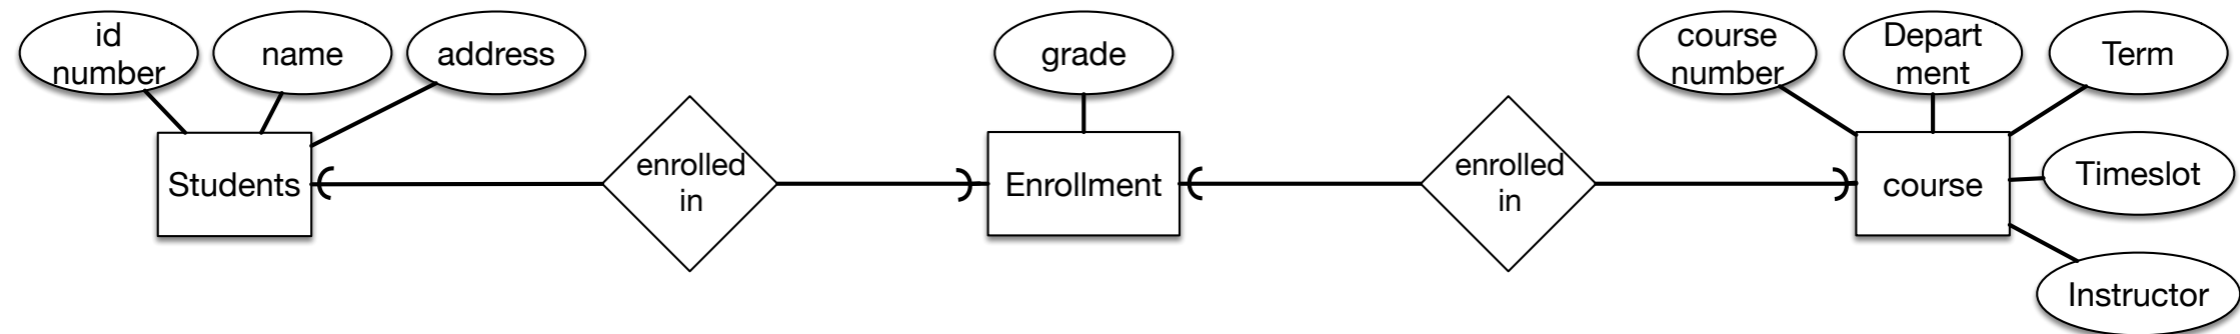 id
number
name
address
grade
course
number
Depart
ment
Term
Students
enrolled
in
Enrollment
enrolled
in
course
Timeslot
Instructor